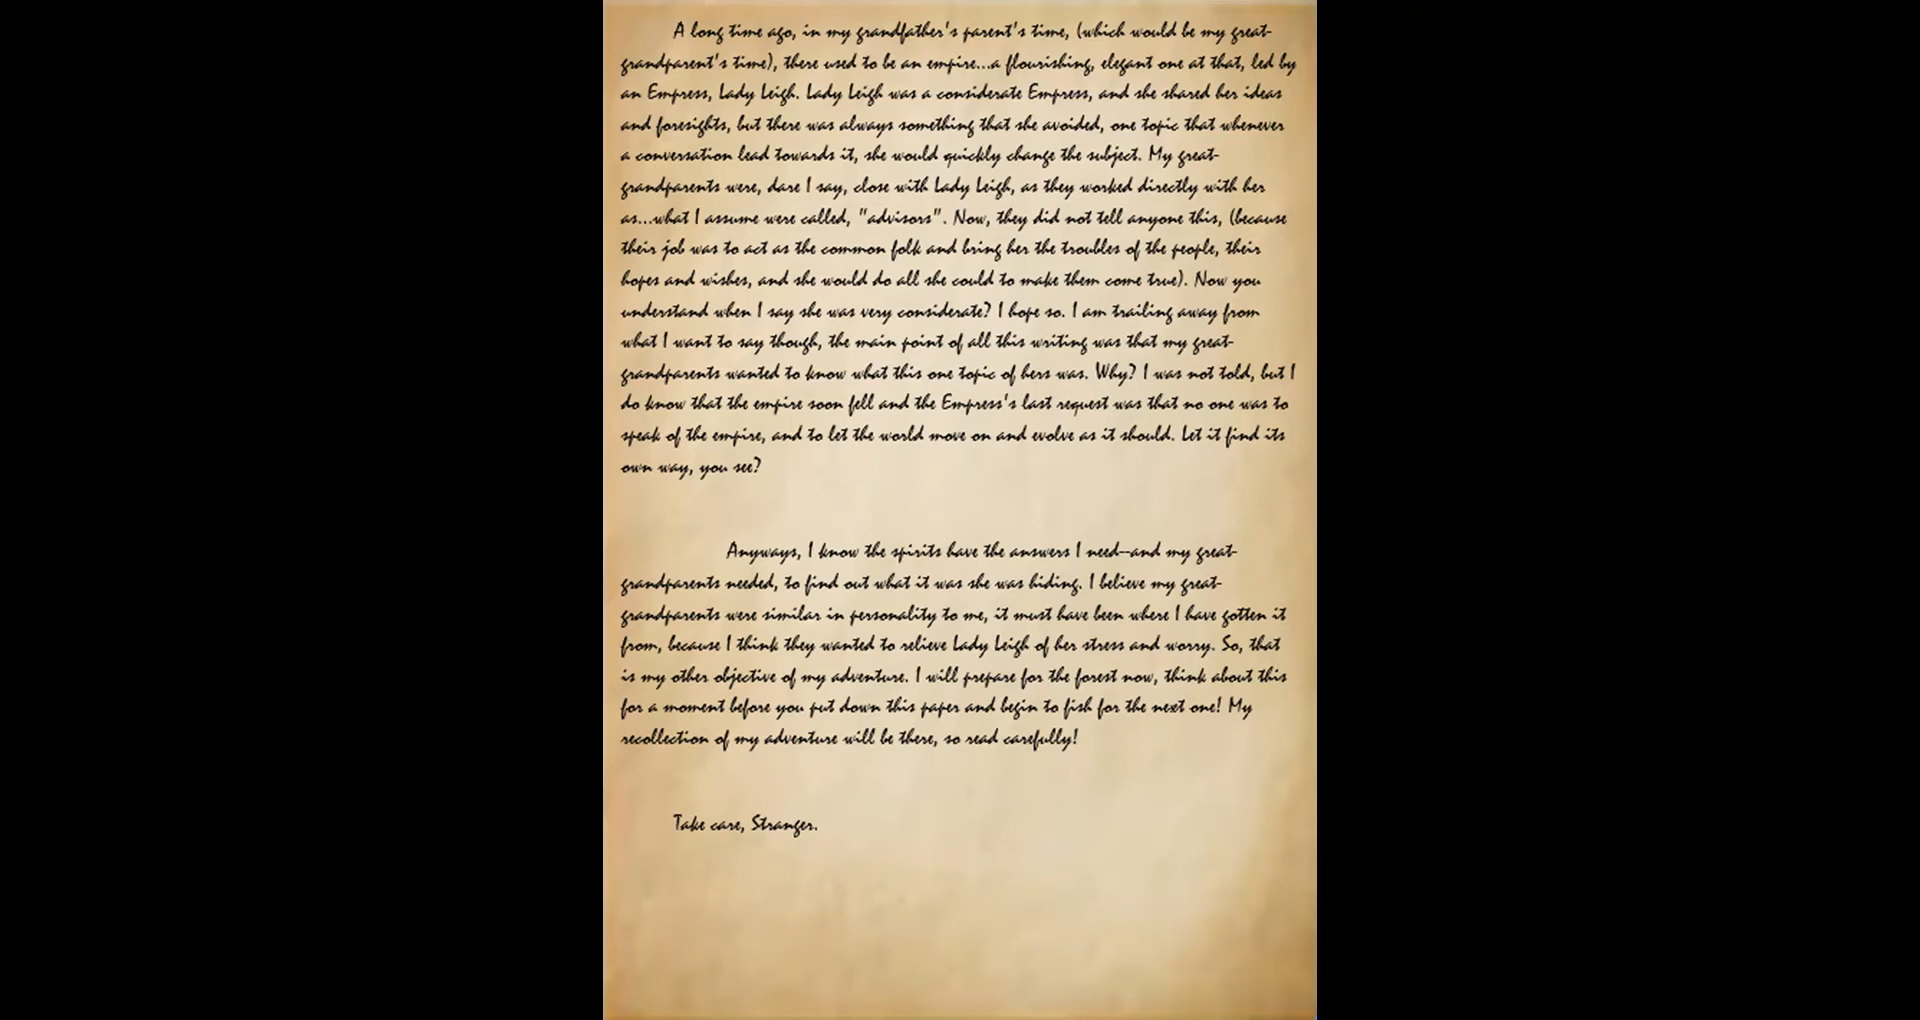 A long time ago, in my grandfather's parent's time, (which would be my great-
grandparent's time), there used to be an empire...a flourishing, elegant one at that, led by
an Empress, Lady Leigh. Lady Leigh was a considerate Empress, and she shared her ideas
and foresights, but there was always something that she avoided, one topic that whenever
a conversation lead towards it, she would quickly change the subject. My great-
grandparents were, dare I say, close with Lady Leigh, as they worked directly with her
as...what I assume were called, "advisors". Now, they did not tell anyone this, (because
their job was to act as the common folk and bring her the troubles of the people, their
hopes and wishes, and she would do all she could to make them come true). Now you
understand when I say she was very considerate? I hope so. I am trailing away from
what I want to say though, the main point of all this writing was that my great-
grandparents wanted to know what this one topic of hers was. Why? I was not told, but I
do know that the empire soon fell and the Empress's last request was that no one was to
speak of the empire, and to let the world move on and evolve as it should. Let it find its
own way, you see?
Anyways, I know the spirits have the answers I need--and my great-
grandparents needed, to find out what it was she was hiding. I believe my great-
grandparents were similar in personality to me, it must have been where I have gotten it
from, because I think they wanted to relieve Lady Leigh of her stress and worry. So, that
is my other objective of my adventure. I will prepare for the forest now, think about this
for a moment before you put down this paper and begin to fish for the next one! My
recollection of my adventure will be there, so read carefully!
Take care, Stranger.